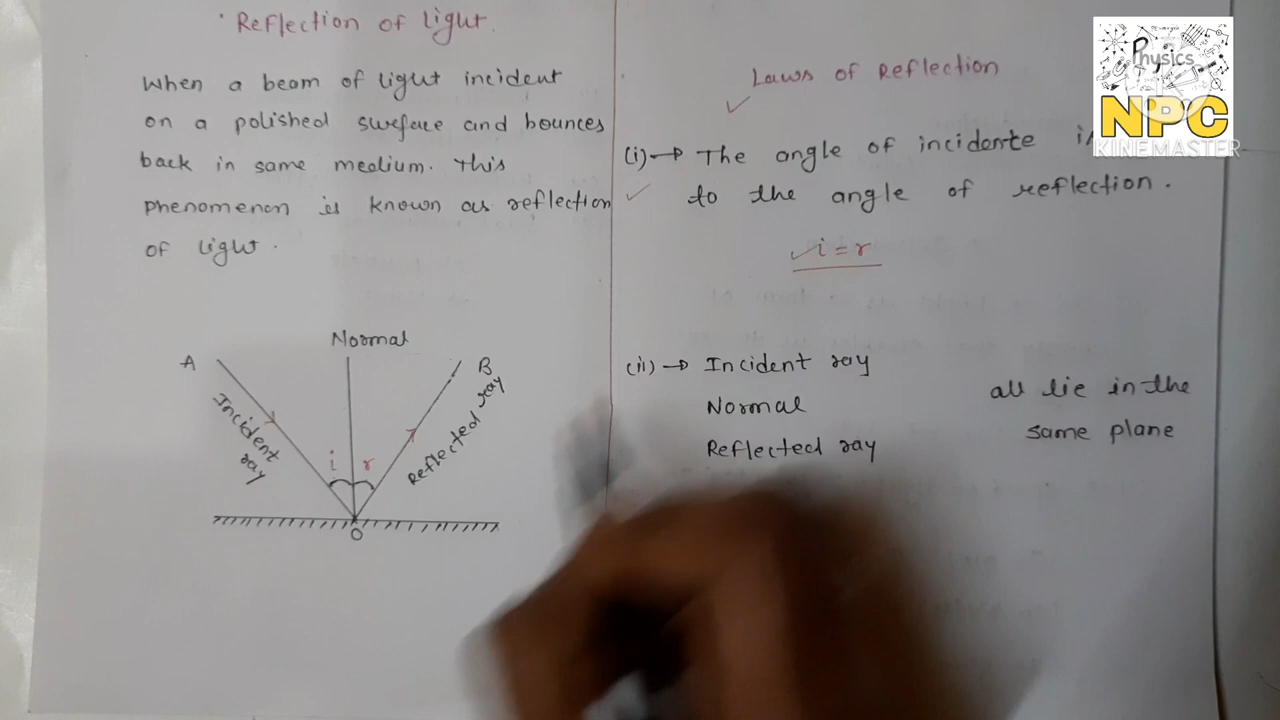 Reflection of light.
When a beam of light incident
on a polished surface and bounces
back in same medium. This
phenomenon is known as reflection
of light.
Normal
A
B
Incident
ray
i
r
Reflected ray
O
Laws of Reflection
(i)→ The angle of incidente
to the angle of reflection.
i = r
(ii)→ Incident ray
Normal
Reflected ray
all lie in the
same plane
Physics
NPC
KINEMASTER